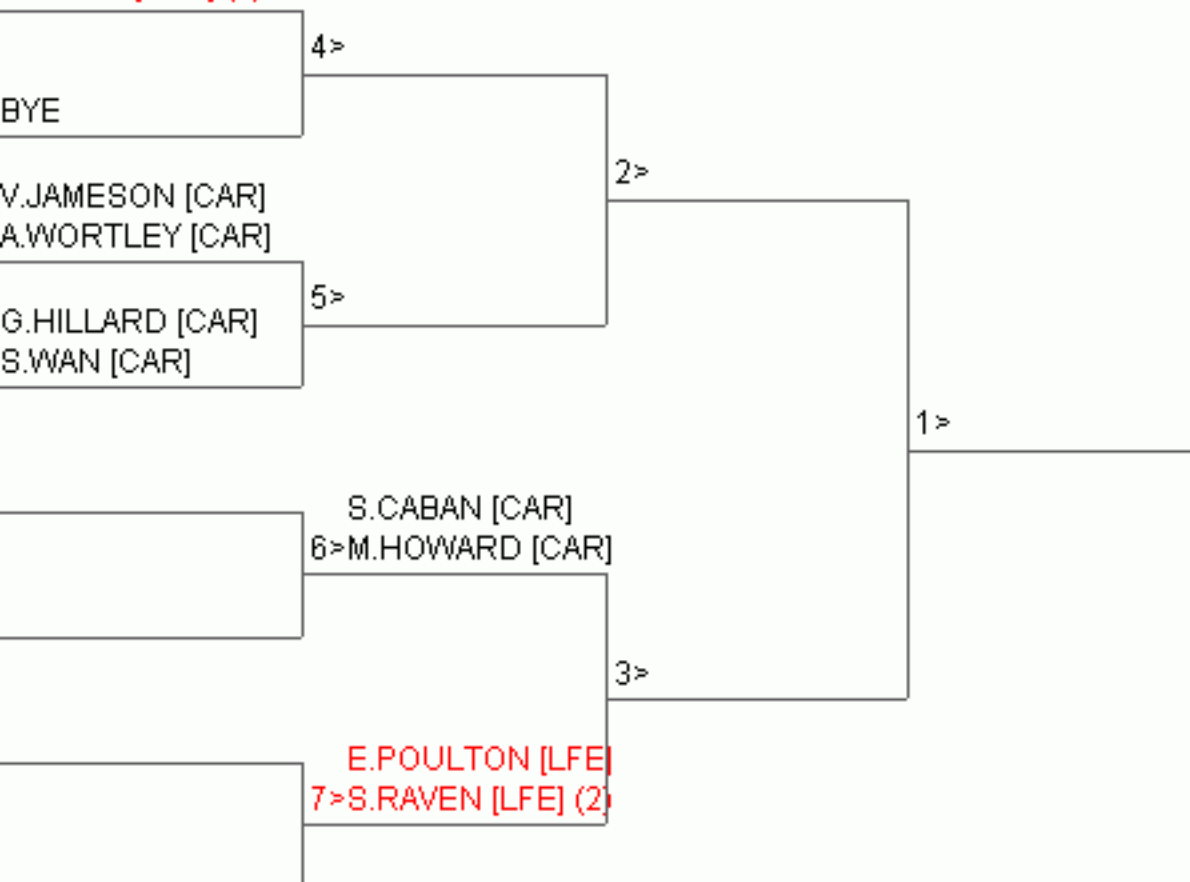 4>
BYE
2>
V.JAMESON [CAR]
A.WORTLEY [CAR]
5>
G.HILLARD [CAR]
S.WAN [CAR]
1>
S.CABAN [CAR]
6>M.HOWARD [CAR]
3>
E.POULTON [LFE]
7>S.RAVEN [LFE] (2)